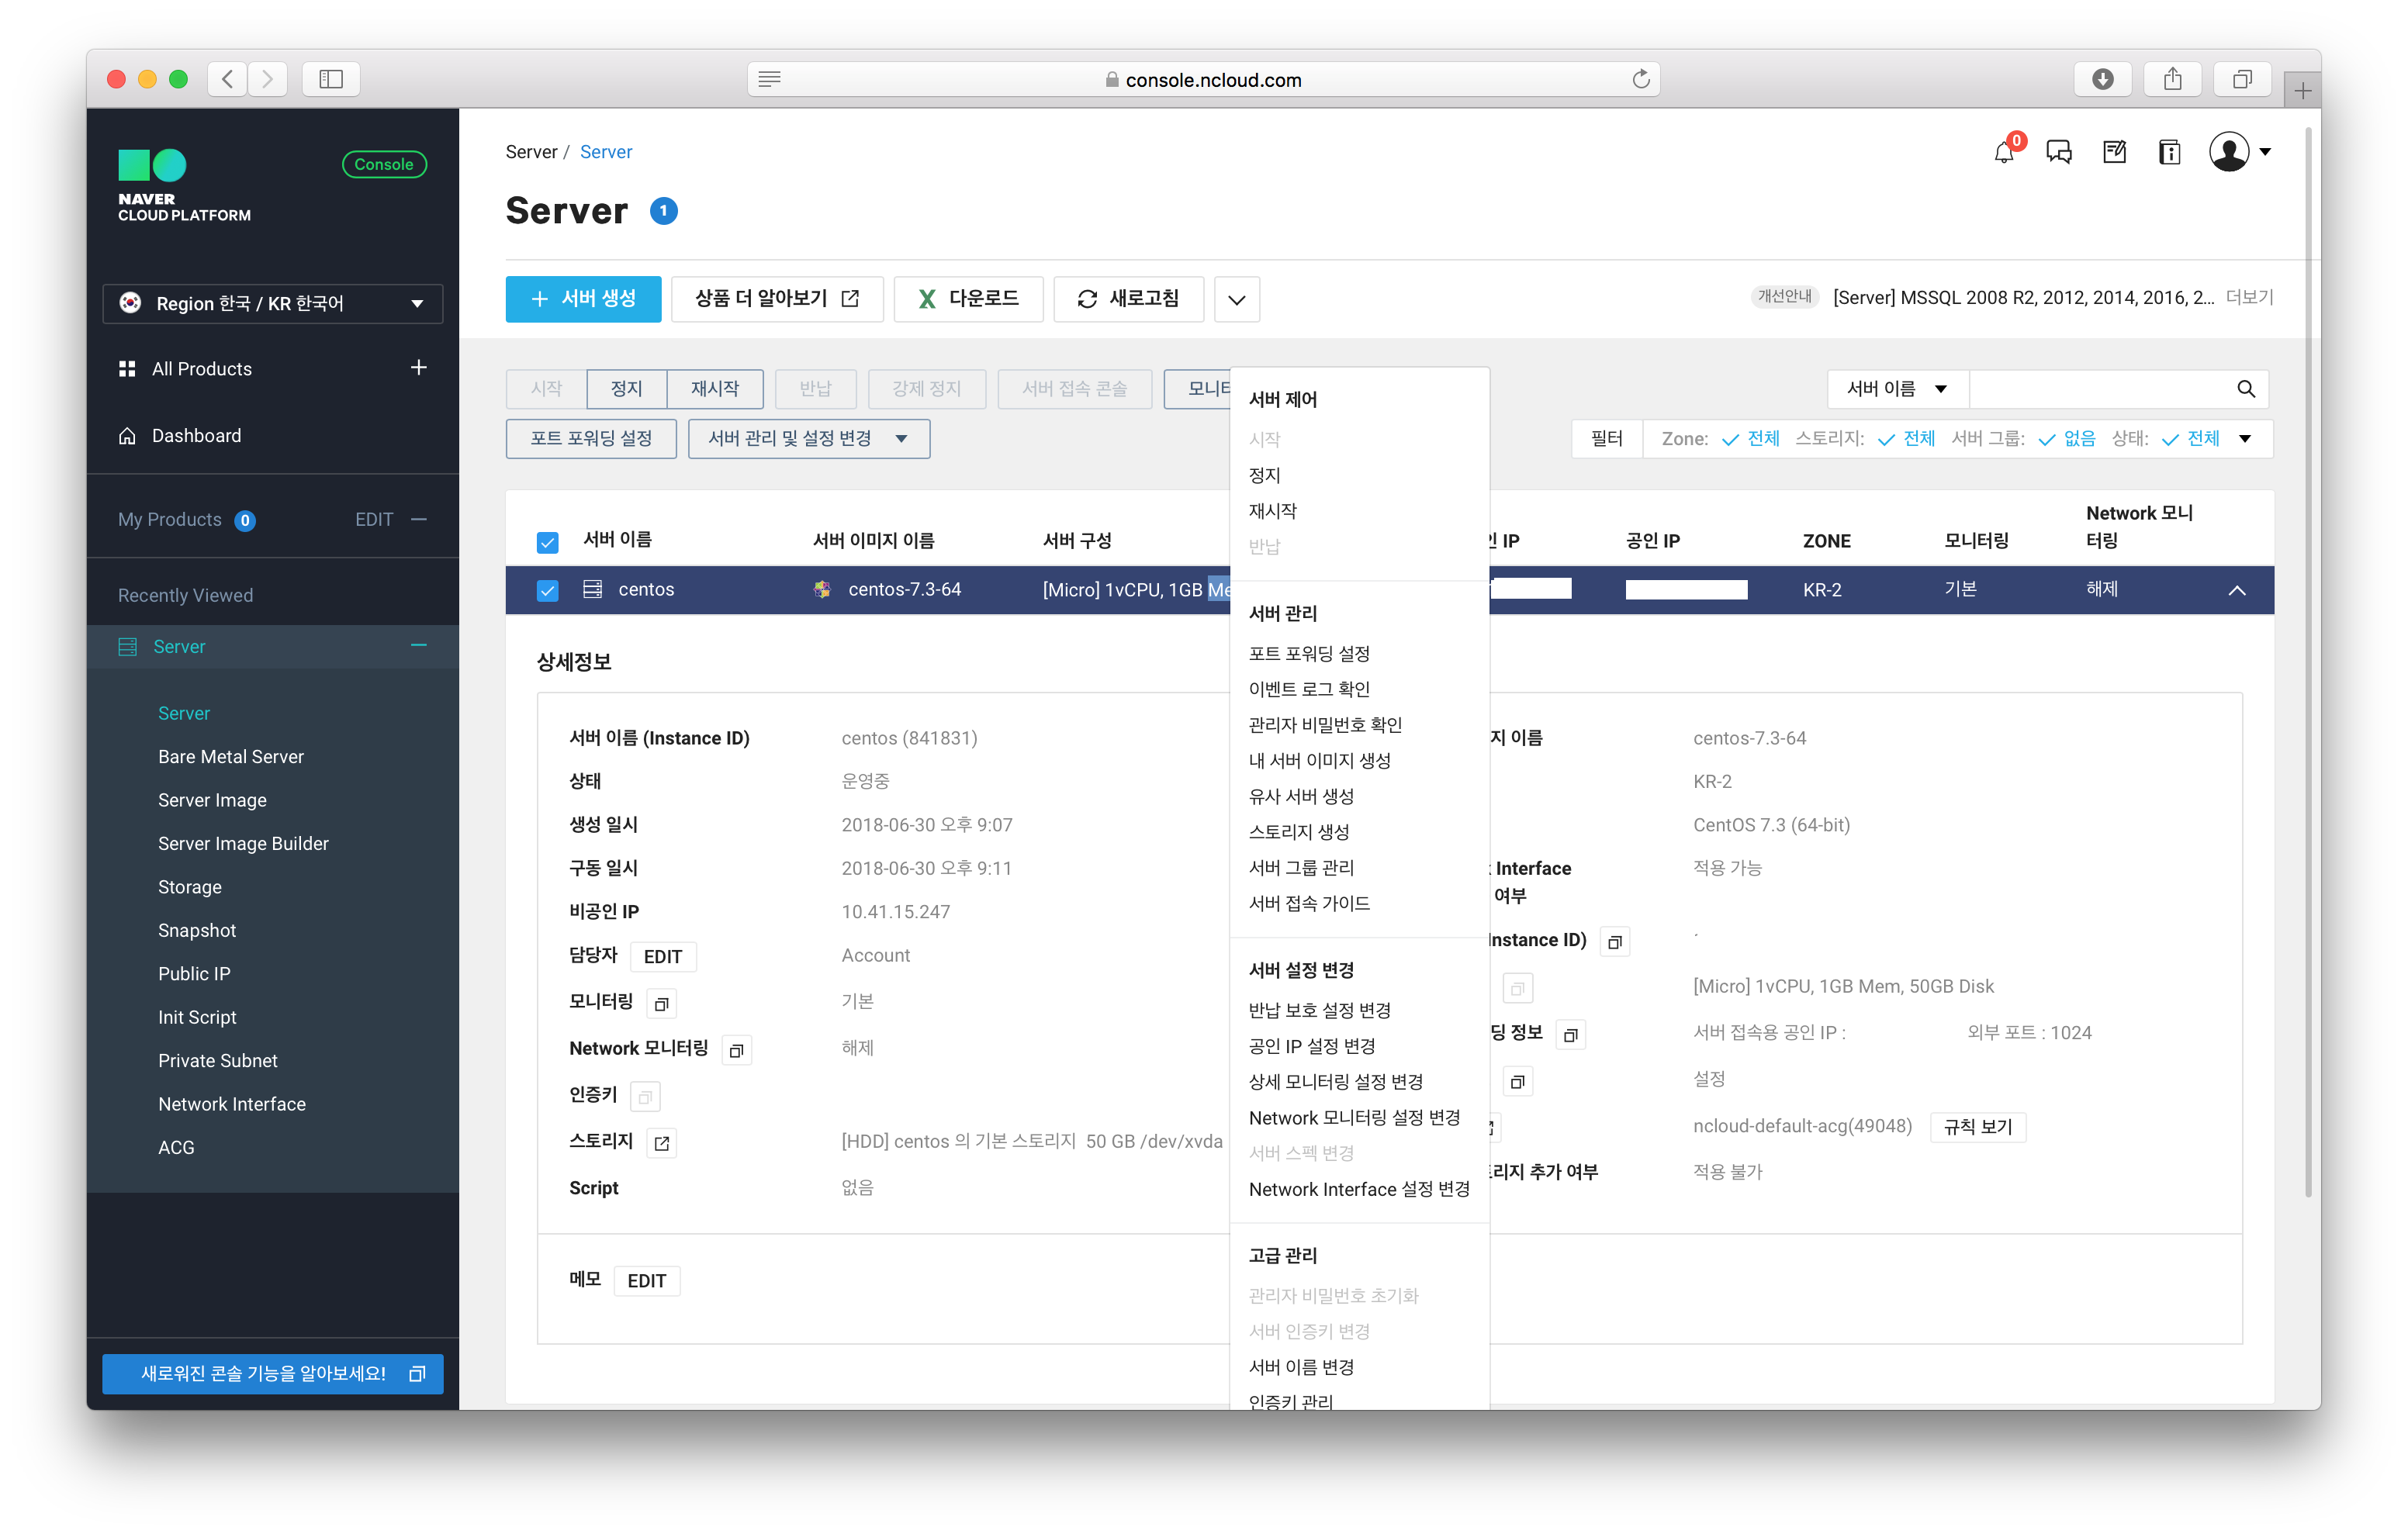 console.ncloud.com
NAVER
CLOUD PLATFORM
Console
Region 한국 / KR 한국어
All Products
Dashboard
My Products 0 EDIT
Recently Viewed
Server
Server
Bare Metal Server
Server Image
Server Image Builder
Storage
Snapshot
Public IP
Init Script
Private Subnet
Network Interface
ACG
새로워진 콘솔 기능을 알아보세요!
Server / Server
0
Server 1
+ 서버 생성
상품 더 알아보기
다운로드
새로고침
개선안내 [Server] MSSQL 2008 R2, 2012, 2014, 2016, 2... 더보기
시작 정지 재시작 반납 강제 정지 서버 접속 콘솔
서버 이름
포트 포워딩 설정 서버 관리 및 설정 변경
필터 Zone: 전체 스토리지: 전체 서버 그룹: 없음 상태: 전체
서버 이름 서버 이미지 이름 서버 구성 IP 공인 IP ZONE 모니터링 Network 모니
터링
centos centos-7.3-64 [Micro] 1vCPU, 1GB Me KR-2 기본 해제
상세정보
서버 이름 (Instance ID) centos (841831)
상태 운영중
생성 일시 2018-06-30 오후 9:07
구동 일시 2018-06-30 오후 9:11
비공인 IP 10.41.15.247
담당자 EDIT Account
모니터링 기본
Network 모니터링 해제
인증키
스토리지 [HDD] centos 의 기본 스토리지 50 GB /dev/xvda
Script 없음
메모 EDIT
서버 제어
시작
정지
재시작
반납
서버 관리
포트 포워딩 설정
이벤트 로그 확인
관리자 비밀번호 확인
내 서버 이미지 생성
유사 서버 생성
스토리지 생성
서버 그룹 관리
서버 접속 가이드
서버 설정 변경
반납 보호 설정 변경
공인 IP 설정 변경
상세 모니터링 설정 변경
Network 모니터링 설정 변경
서버 스펙 변경
Network Interface 설정 변경
고급 관리
관리자 비밀번호 초기화
서버 인증키 변경
서버 이름 변경
인증키 관리
지 이름 centos-7.3-64
KR-2
CentOS 7.3 (64-bit)
Interface 적용 가능
여부
Instance ID)
[Micro] 1vCPU, 1GB Mem, 50GB Disk
딩 정보 서버 접속용 공인 IP : 외부 포트 : 1024
설정
ncloud-default-acg(49048) 규칙 보기
토리지 추가 여부 적용 불가